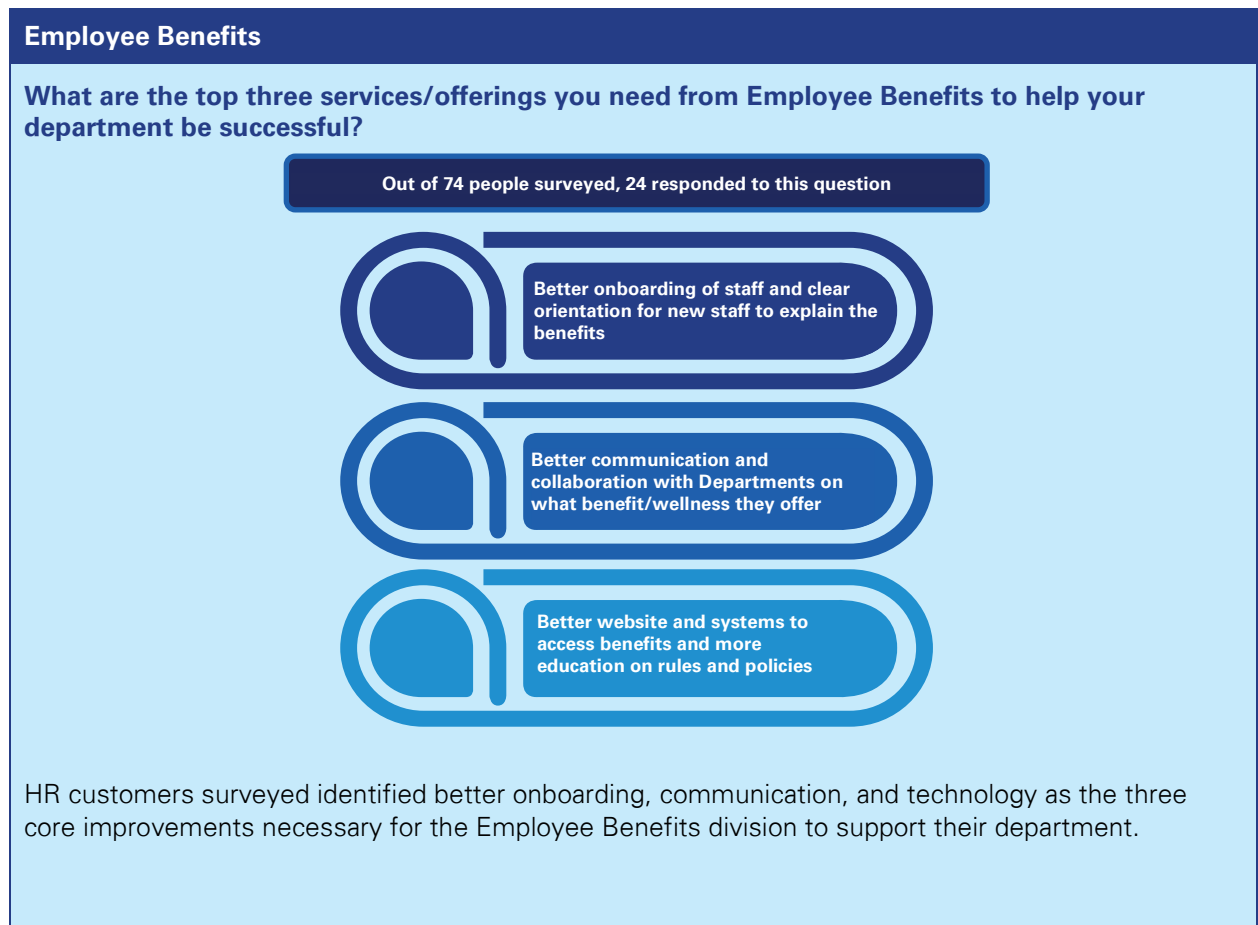 Employee Benefits
What are the top three services/offerings you need from Employee Benefits to help your
department be successful?
Out of 74 people surveyed, 24 responded to this question
Better onboarding of staff and clear
orientation for new staff to explain the
benefits
Better communication and
collaboration with Departments on
what benefit/wellness they offer
Better website and systems to
access benefits and more
education on rules and policies
HR customers surveyed identified better onboarding, communication, and technology as the three
core improvements necessary for the Employee Benefits division to support their department.